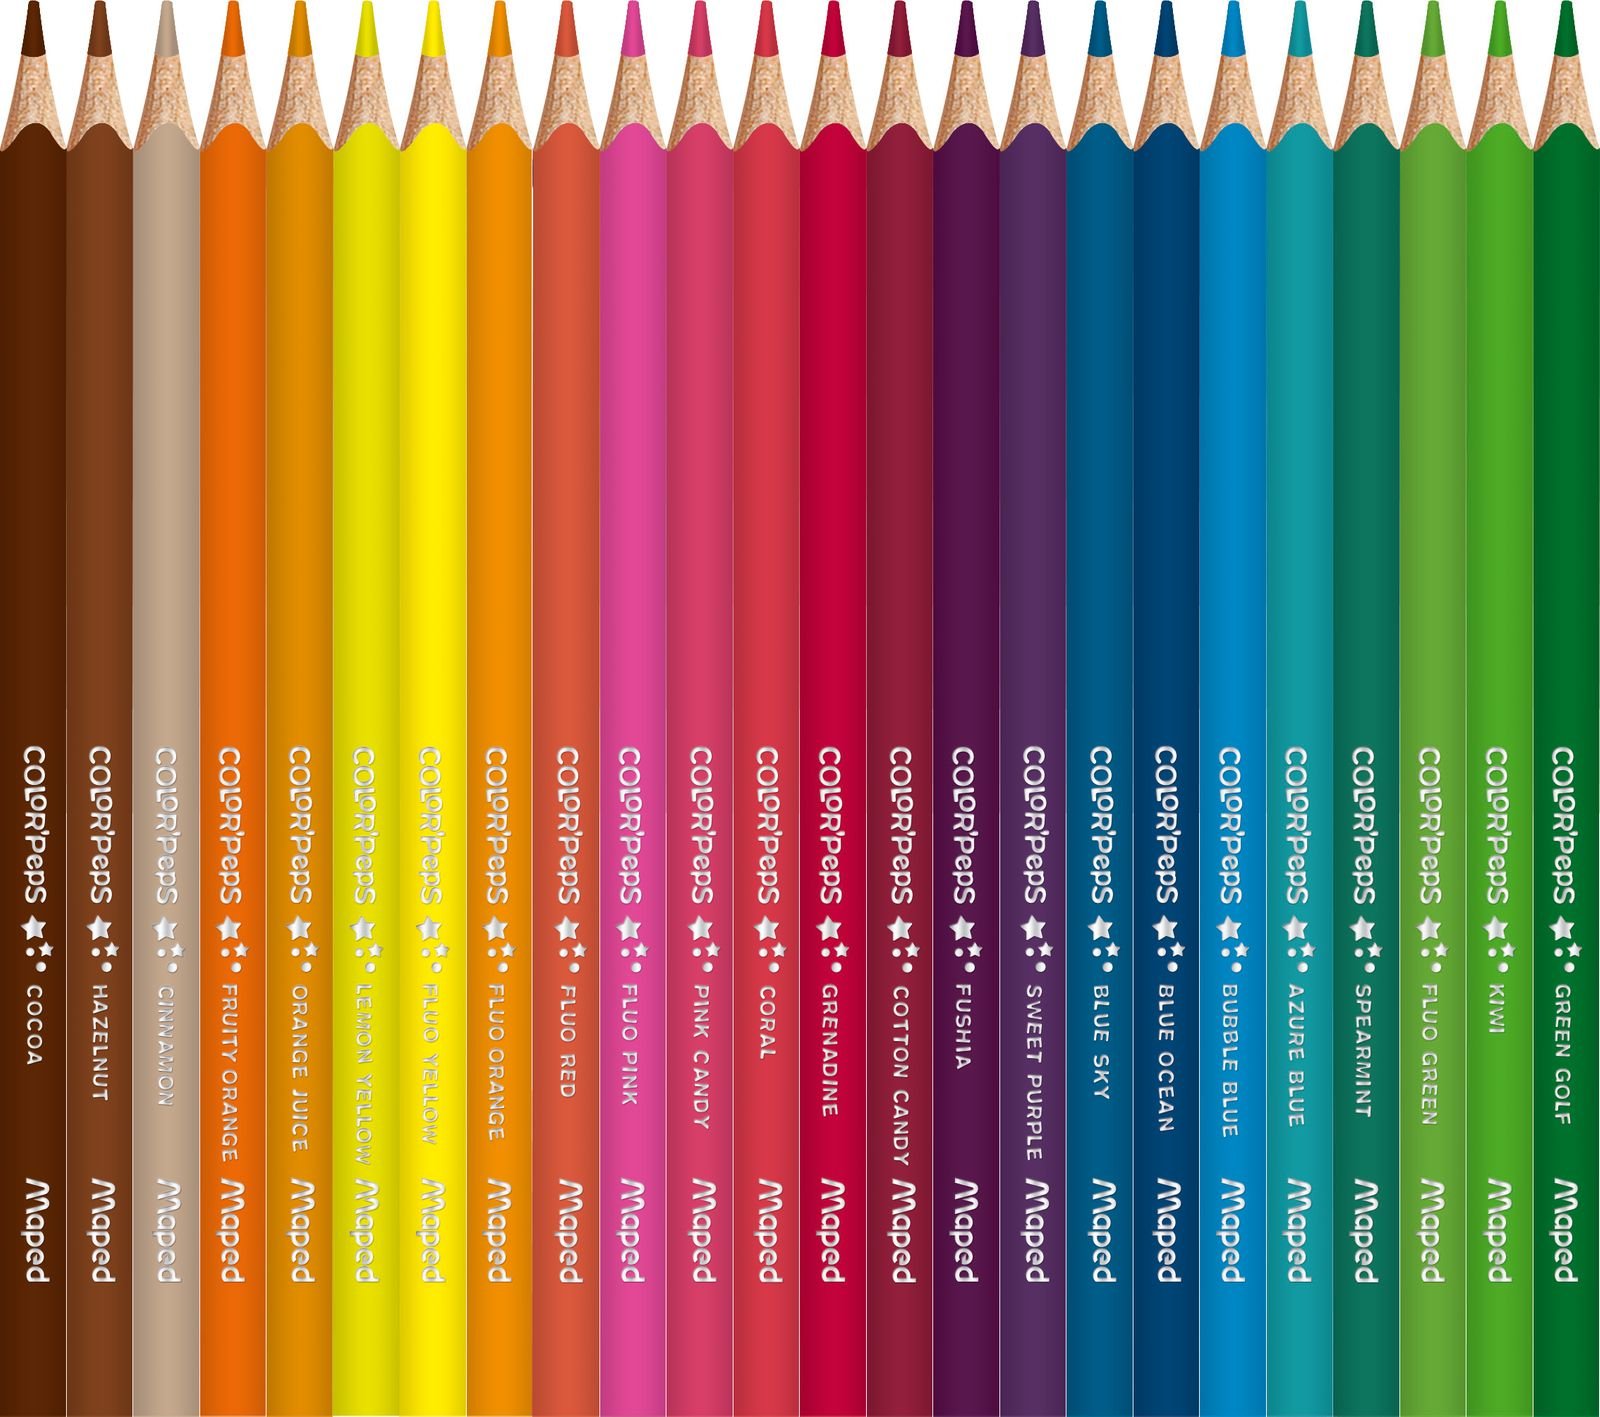 COLOR'PEPS COCOA Maped
COLOR'PEPS HAZELNUT Maped
COLOR'PEPS CINNAMON Maped
COLOR'PEPS FRUITY ORANGE Maped
COLOR'PEPS ORANGE JUICE Maped
COLOR'PEPS LEMON YELLOW Maped
COLOR'PEPS FLUO YELLOW Maped
COLOR'PEPS FLUO ORANGE Maped
COLOR'PEPS FLUO RED Maped
COLOR'PEPS FLUO PINK Maped
COLOR'PEPS PINK CANDY Maped
COLOR'PEPS CORAL Maped
COLOR'PEPS GRENADINE Maped
COLOR'PEPS COTTON CANDY Maped
COLOR'PEPS FUSHIA Maped
COLOR'PEPS SWEET PURPLE Maped
COLOR'PEPS BLUE SKY Maped
COLOR'PEPS BLUE OCEAN Maped
COLOR'PEPS BUBBLE BLUE Maped
COLOR'PEPS AZURE BLUE Maped
COLOR'PEPS SPEARMINT Maped
COLOR'PEPS FLUO GREEN Maped
COLOR'PEPS KIWI Maped
COLOR'PEPS GREEN GOLF Maped